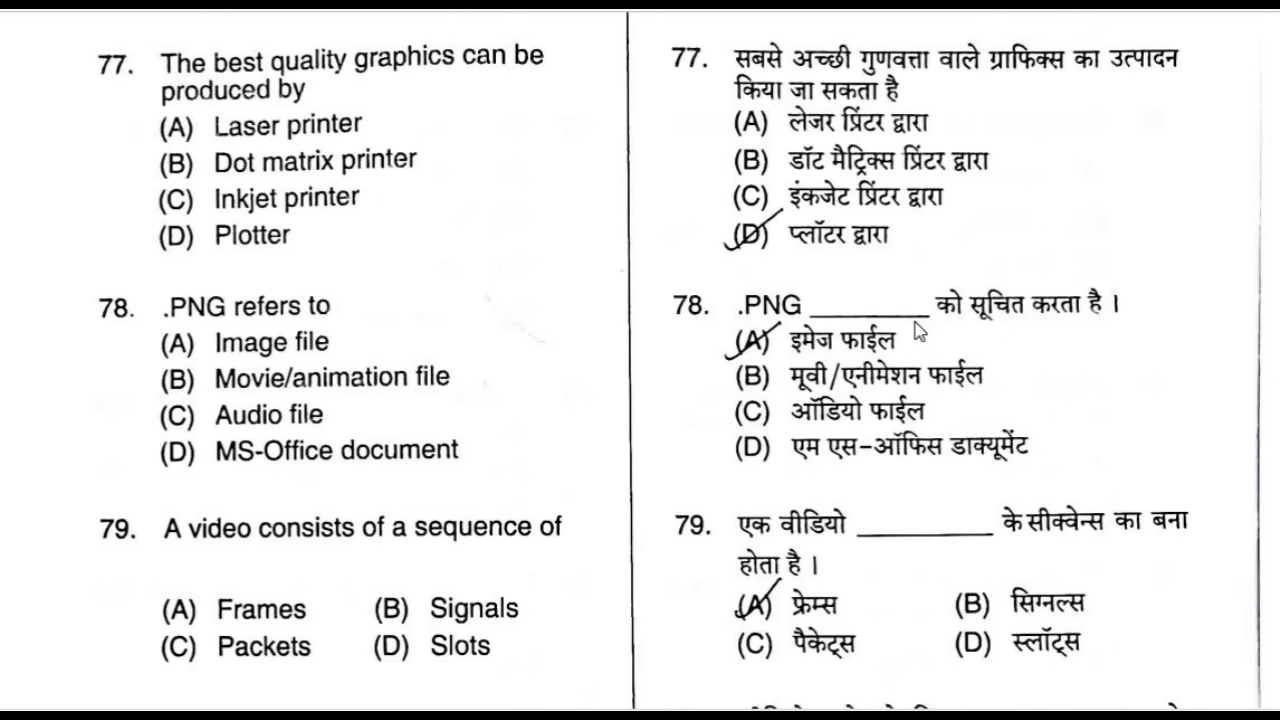 77. The best quality graphics can be
produced by
(A) Laser printer
(B) Dot matrix printer
(C) Inkjet printer
(D) Plotter
78. .PNG refers to
(A) Image file
(B) Movie/animation file
(C) Audio file
(D) MS-Office document
79. A video consists of a sequence of
(A) Frames (B) Signals
(C) Packets (D) Slots
77. सबसे अच्छी गुणवत्ता वाले ग्राफिक्स का उत्पादन
किया जा सकता है
(A) लेजर प्रिंटर द्वारा
(B) डॉट मैट्रिक्स प्रिंटर द्वारा
(C) इंकजेट प्रिंटर द्वारा
(D) प्लॉटर द्वारा
78. .PNG ________ को सूचित करता है ।
(A) इमेज फाईल
(B) मूवी/एनीमेशन फाईल
(C) ऑडियो फाईल
(D) एम एस-ऑफिस डाक्यूमेंट
79. एक वीडियो _________ के सीक्वेन्स का बना
होता है ।
(A) फ्रेम्स (B) सिग्नल्स
(C) पैकेट्स (D) स्लॉट्स